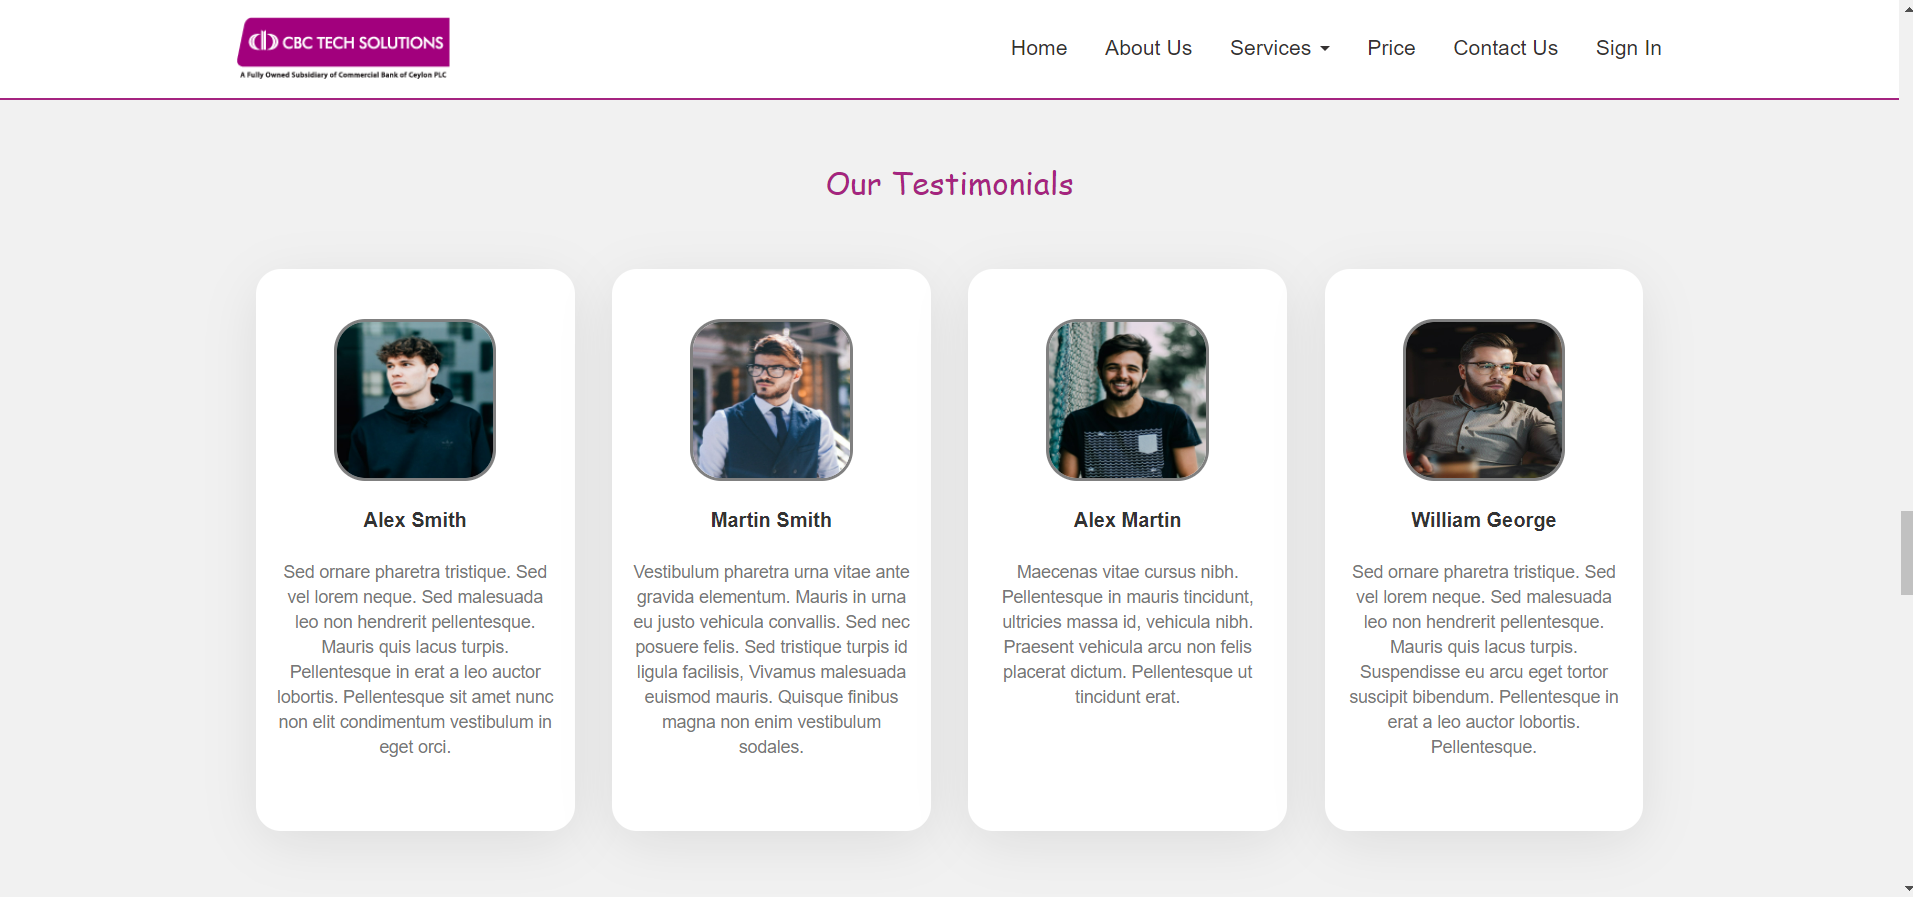 CBC TECH SOLUTIONS
A Fully Owned Subsidiary of Commercial Bank of Ceylon PLC
Home About Us Services Price Contact Us Sign In
Our Testimonials
Alex Smith
Sed ornare pharetra tristique. Sed
vel lorem neque. Sed malesuada
leo non hendrerit pellentesque.
Mauris quis lacus turpis.
Pellentesque in erat a leo auctor
lobortis. Pellentesque sit amet nunc
non elit condimentum vestibulum in
eget orci.
Martin Smith
Vestibulum pharetra urna vitae ante
gravida elementum. Mauris in urna
eu justo vehicula convallis. Sed nec
posuere felis. Sed tristique turpis id
ligula facilisis, Vivamus malesuada
euismod mauris. Quisque finibus
magna non enim vestibulum
sodales.
Alex Martin
Maecenas vitae cursus nibh.
Pellentesque in mauris tincidunt,
ultricies massa id, vehicula nibh.
Praesent vehicula arcu non felis
placerat dictum. Pellentesque ut
tincidunt erat.
William George
Sed ornare pharetra tristique. Sed
vel lorem neque. Sed malesuada
leo non hendrerit pellentesque.
Mauris quis lacus turpis.
Suspendisse eu arcu eget tortor
suscipit bibendum. Pellentesque in
erat a leo auctor lobortis.
Pellentesque.